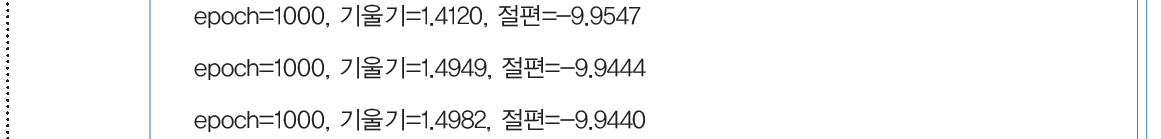 epoch=1000, 기울기=1.4120, 절편=-9.9547
epoch=1000, 기울기=1.4949, 절편=-9.9444
epoch=1000, 기울기=1.4982, 절편=-9.9440